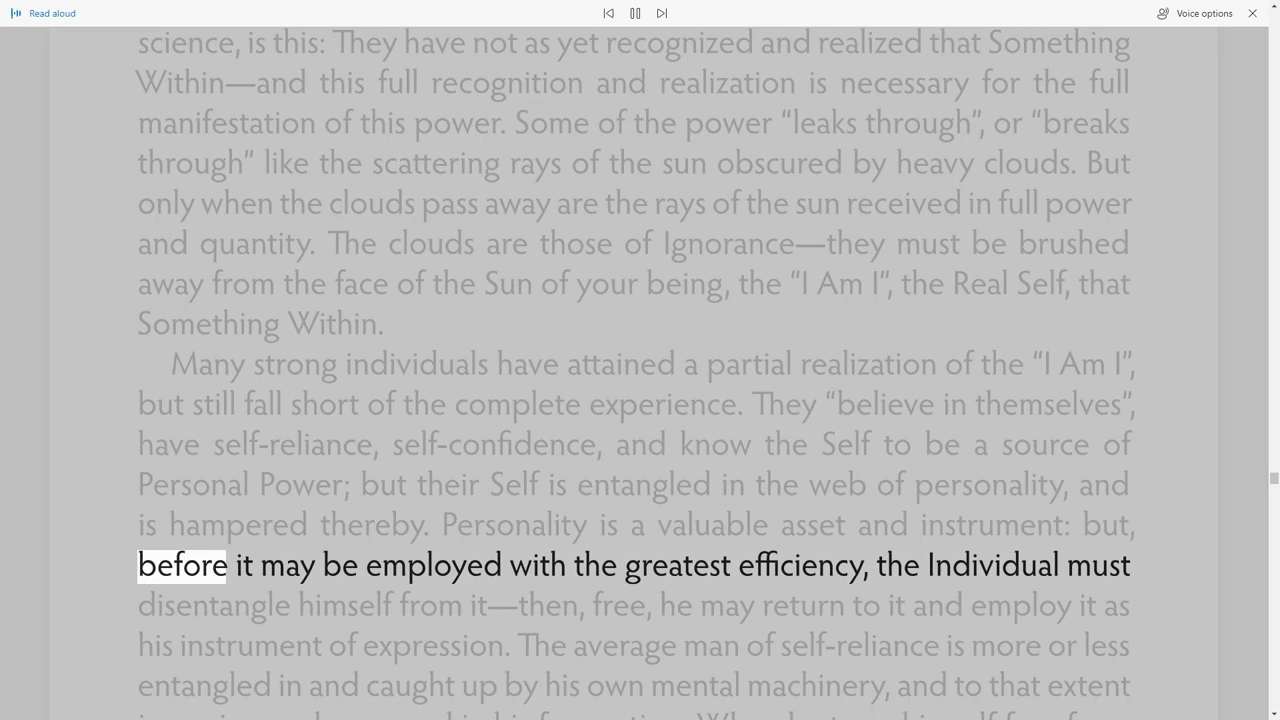 Read aloud
Voice options
science, is this: They have not as yet recognized and realized that Something
Within—and this full recognition and realization is necessary for the full
manifestation of this power. Some of the power “leaks through”, or “breaks
through” like the scattering rays of the sun obscured by heavy clouds. But
only when the clouds pass away are the rays of the sun received in full power
and quantity. The clouds are those of Ignorance—they must be brushed
away from the face of the Sun of your being, the “I Am I”, the Real Self, that
Something Within.
Many strong individuals have attained a partial realization of the “I Am I”,
but still fall short of the complete experience. They “believe in themselves”,
have self-reliance, self-confidence, and know the Self to be a source of
Personal Power; but their Self is entangled in the web of personality, and
is hampered thereby. Personality is a valuable asset and instrument: but,
before it may be employed with the greatest efficiency, the Individual must
disentangle himself from it—then, free, he may return to it and employ it as
his instrument of expression. The average man of self-reliance is more or less
entangled in and caught up by his own mental machinery, and to that extent